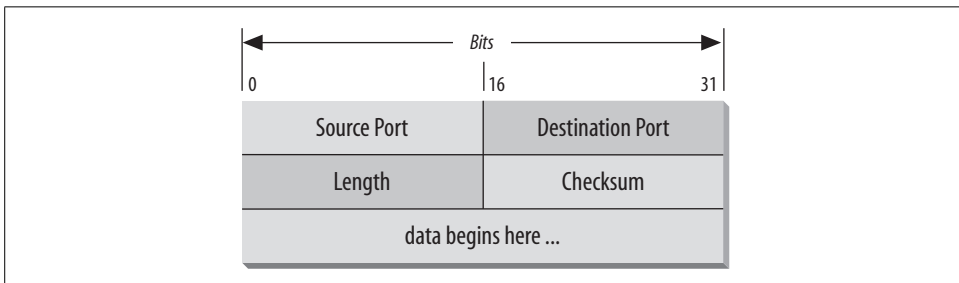 Bits
0 16 31
Source Port Destination Port
Length Checksum
data begins here ...